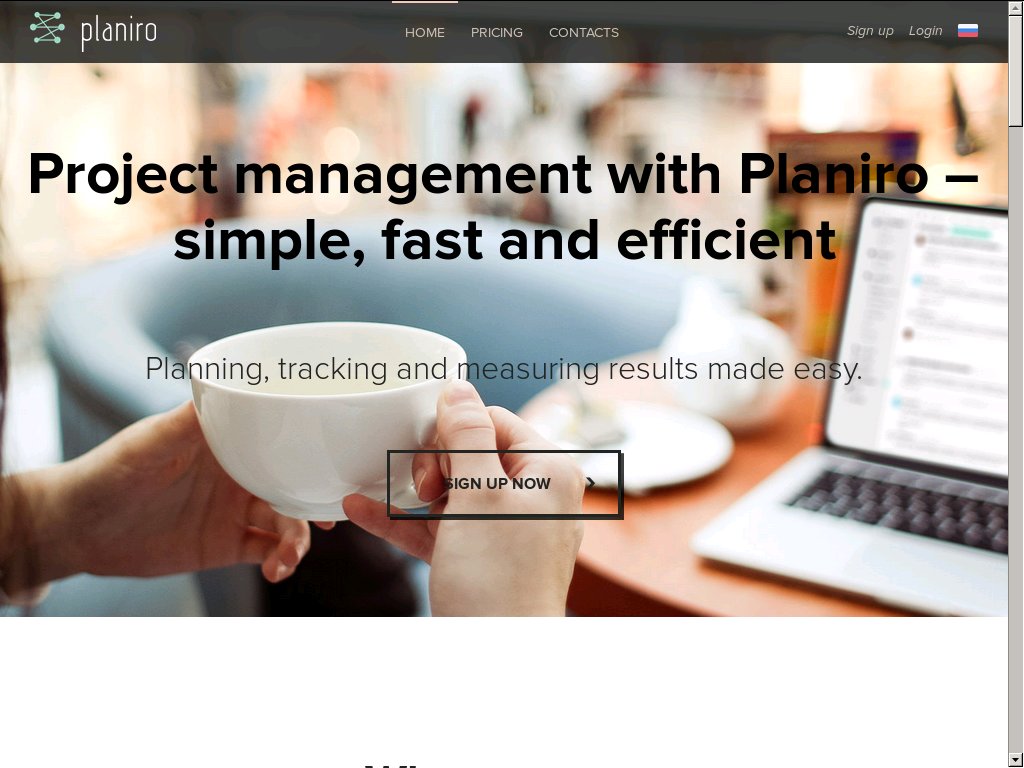 planiro
HOME PRICING CONTACTS
Sign up Login
Project management with Planiro –
simple, fast and efficient
Planning, tracking and measuring results made easy.
SIGN UP NOW